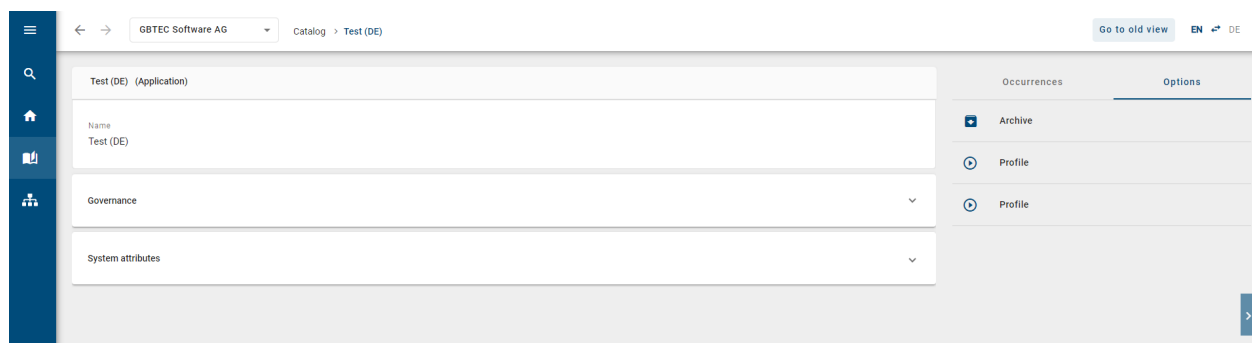 GBTEC Software AG
Catalog > Test (DE)
Go to old view
EN DE
Test (DE) (Application)
Name
Test (DE)
Governance
System attributes
Occurrences
Options
Archive
Profile
Profile